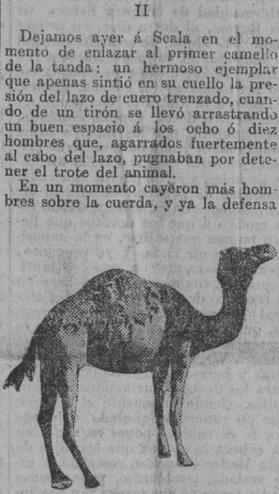 II
Dejamos ayer á Scala en el mo-
mento de enlazar al primer camello
de la tanda: un hermoso ejemplar
que apenas sintió en su cuello la pre-
sión del lazo de cuero trenzado, cuan-
do de un tirón se llevó arrastrando
un buen espacio á los ocho ó diez
hombres que, agarrados fuertemente
al cabo del lazo, pugnaban por dete-
ner el trote del animal.
En un momento cayeron más hom-
bres sobre la cuerda, y ya la defensa